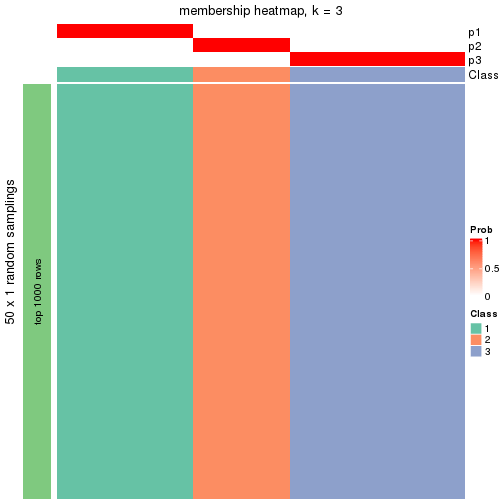 membership heatmap, k = 3
p1
p2
p3
Class
50 x 1 random samplings
top 1000 rows
Prob
1
0.5
0
Class
1
2
3